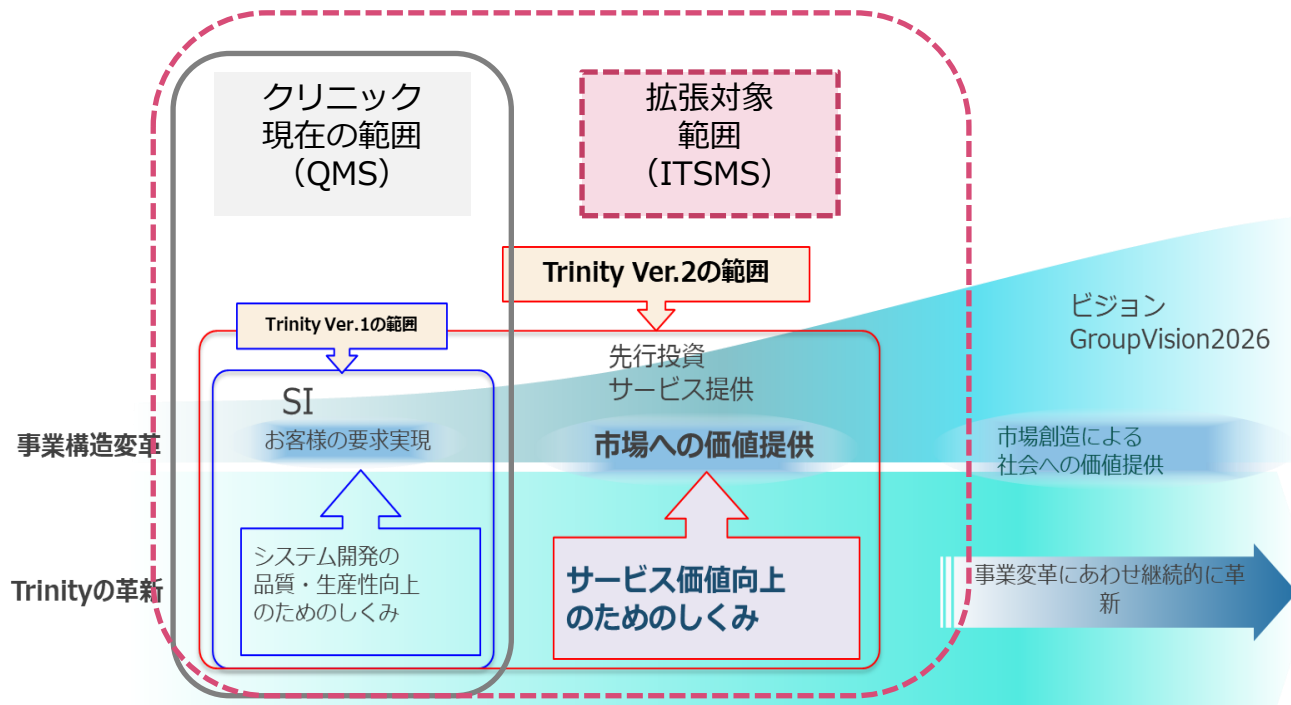 クリニック
現在の範囲
（QMS）
拡張対象
範囲
（ITSMS）
Trinity Ver.2の範囲
Trinity Ver.1の範囲
ビジョン
GroupVision2026
先行投資
サービス提供
SI
お客様の要求実現
事業構造変革
市場への価値提供
市場創造による
社会への価値提供
システム開発の
品質・生産性向上
のためのしくみ
Trinityの革新
サービス価値向上
のためのしくみ
事業変革にあわせ継続的に革
新